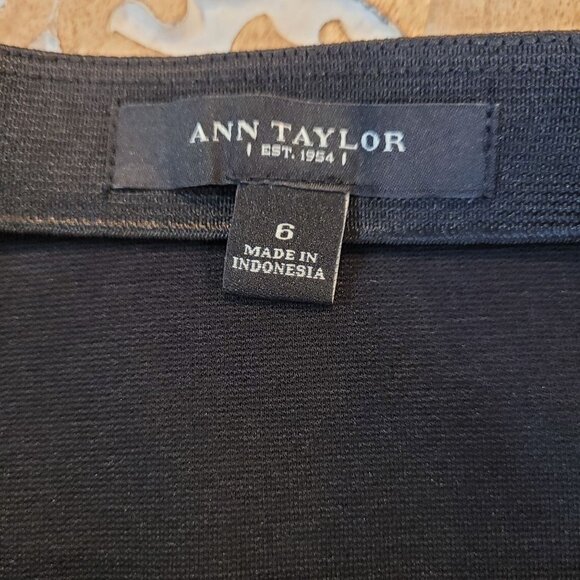 ANN TAYLOR
EST. 1954
6
MADE IN
INDONESIA